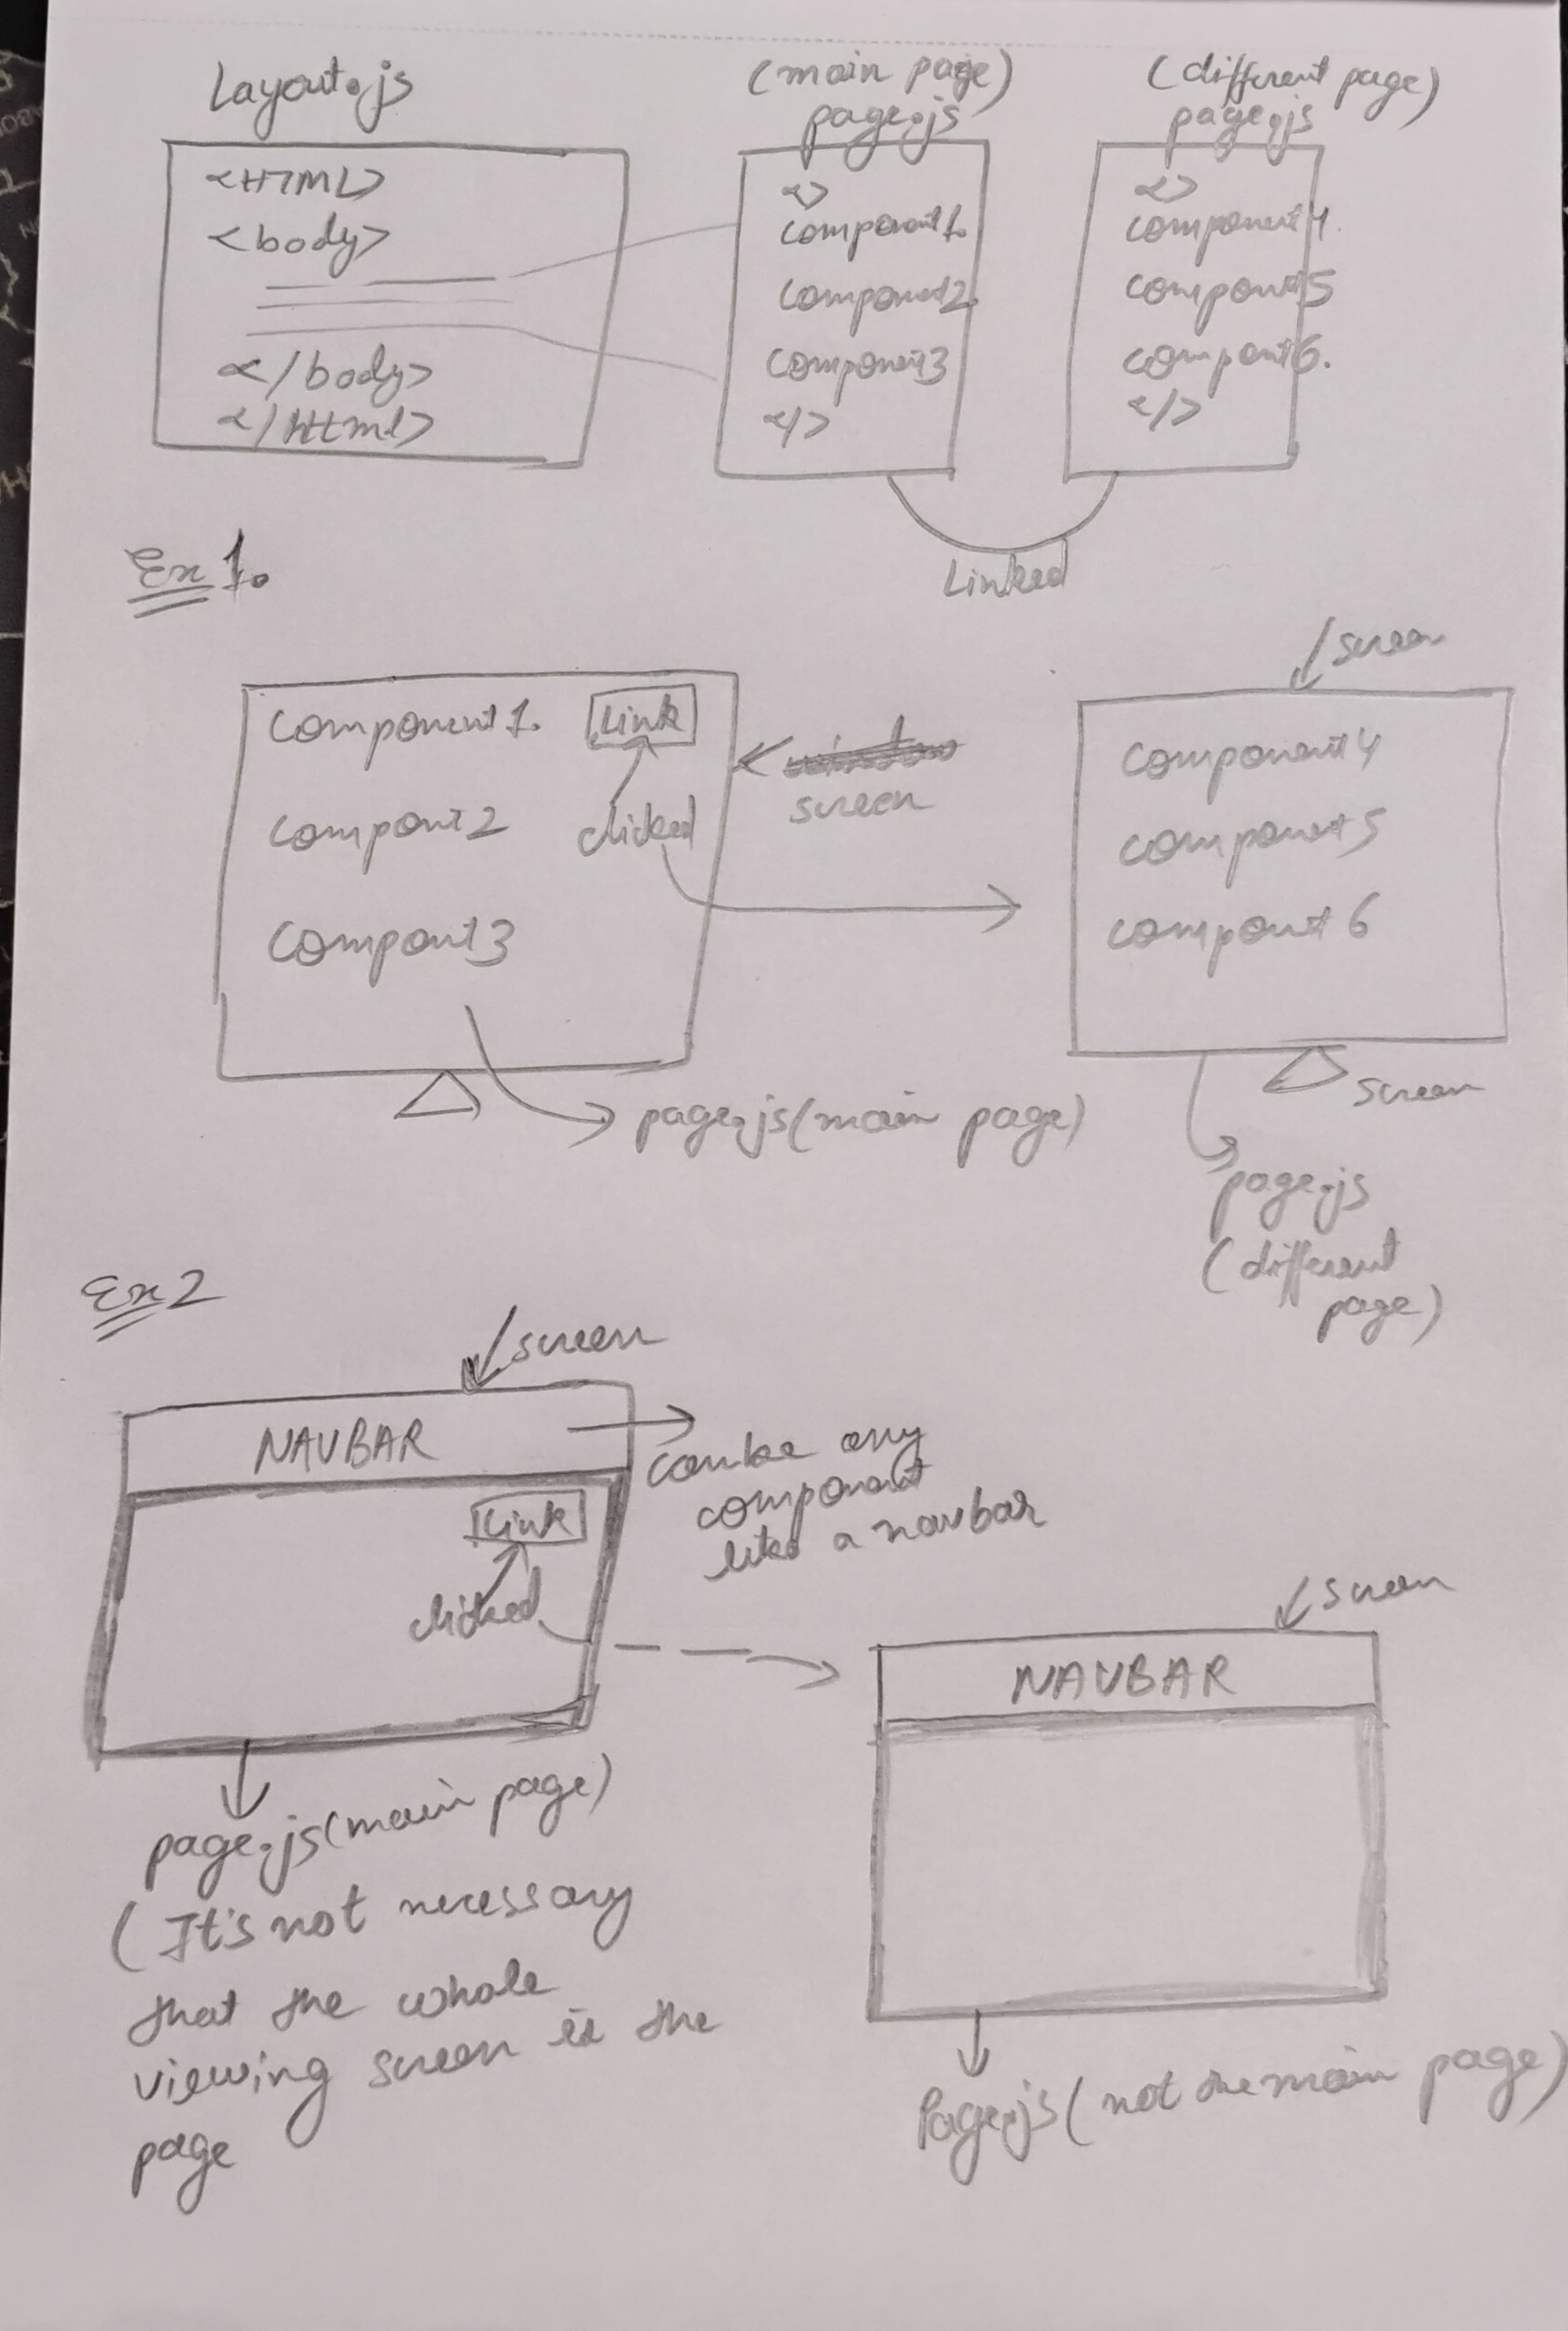 Layout.js
(main page)
page.js
(different page)
page.js
<HTML>
<body>
</body>
</html>
<>
component1.
component2.
component3
</>
<>
component4.
component5
compont6.
</>
Linked
Ex 1.
component1.
Link
compont2
clicked
compont3
screen
page.js(main page)
screen
component4
component5
compont 6
screen
page.js
(different
page)
Ex 2
screen
NAVBAR
can be any
component
like a navbar
Link
clicked
page.js(main page)
(It's not necessary
that the whole
viewing screen is the
page
screen
NAVBAR
Page.js(not the main page)